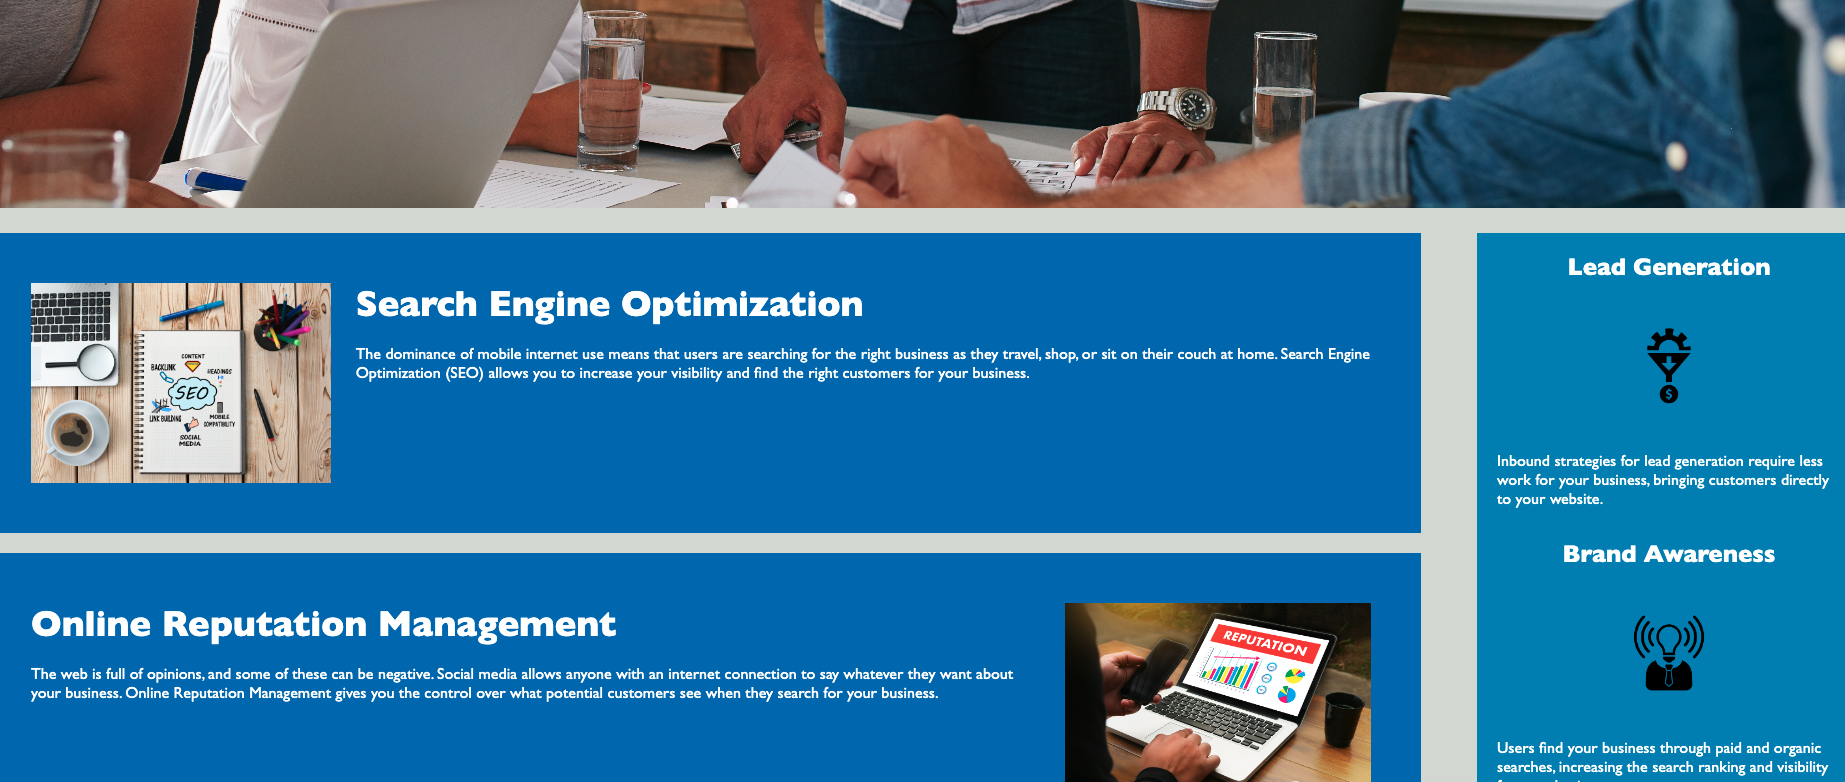 Search Engine Optimization
The dominance of mobile internet use means that users are searching for the right business as they travel, shop, or sit on their couch at home. Search Engine
Optimization (SEO) allows you to increase your visibility and find the right customers for your business.
CONTENT
BACKLINK
HEADINGS
SEO
LINK BUILDING
MOBILE
COMPATIBILITY
SOCIAL
MEDIA
Online Reputation Management
The web is full of opinions, and some of these can be negative. Social media allows anyone with an internet connection to say whatever they want about
your business. Online Reputation Management gives you the control over what potential customers see when they search for your business.
REPUTATION
Lead Generation
$
Inbound strategies for lead generation require less
work for your business, bringing customers directly
to your website.
Brand Awareness
Users find your business through paid and organic
searches, increasing the search ranking and visibility